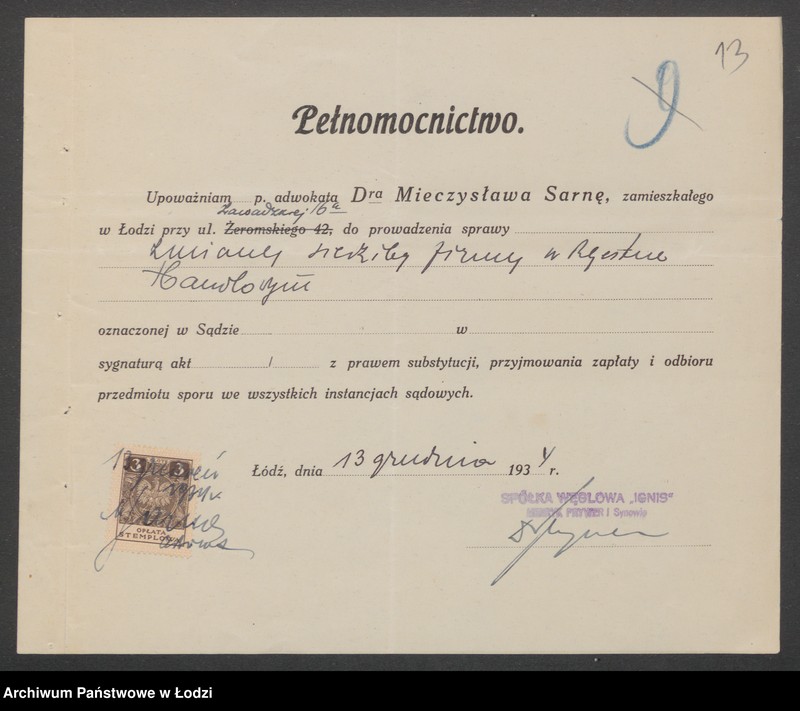 13
9
Pełnomocnictwo.
Upoważniam p. adwokata Dra Mieczysława Sarnę, zamieszkałego
Zawadzkiej 16a
w Łodzi przy ul. Żeromskiego 42, do prowadzenia sprawy
zmiany siedziby firmy w Rejestrze
Handlowym
oznaczonej w Sądzie w
sygnaturą akt / z prawem substytucji, przyjmowania zapłaty i odbioru
przedmiotu sporu we wszystkich instancjach sądowych.
Łódź, dnia 13 grudnia 1934 r.
3 3
OPŁATA
STEMPLOWA
SPÓŁKA WĘGLOWA „IGNIS"
i Synowie
Archiwum Państwowe w Łodzi